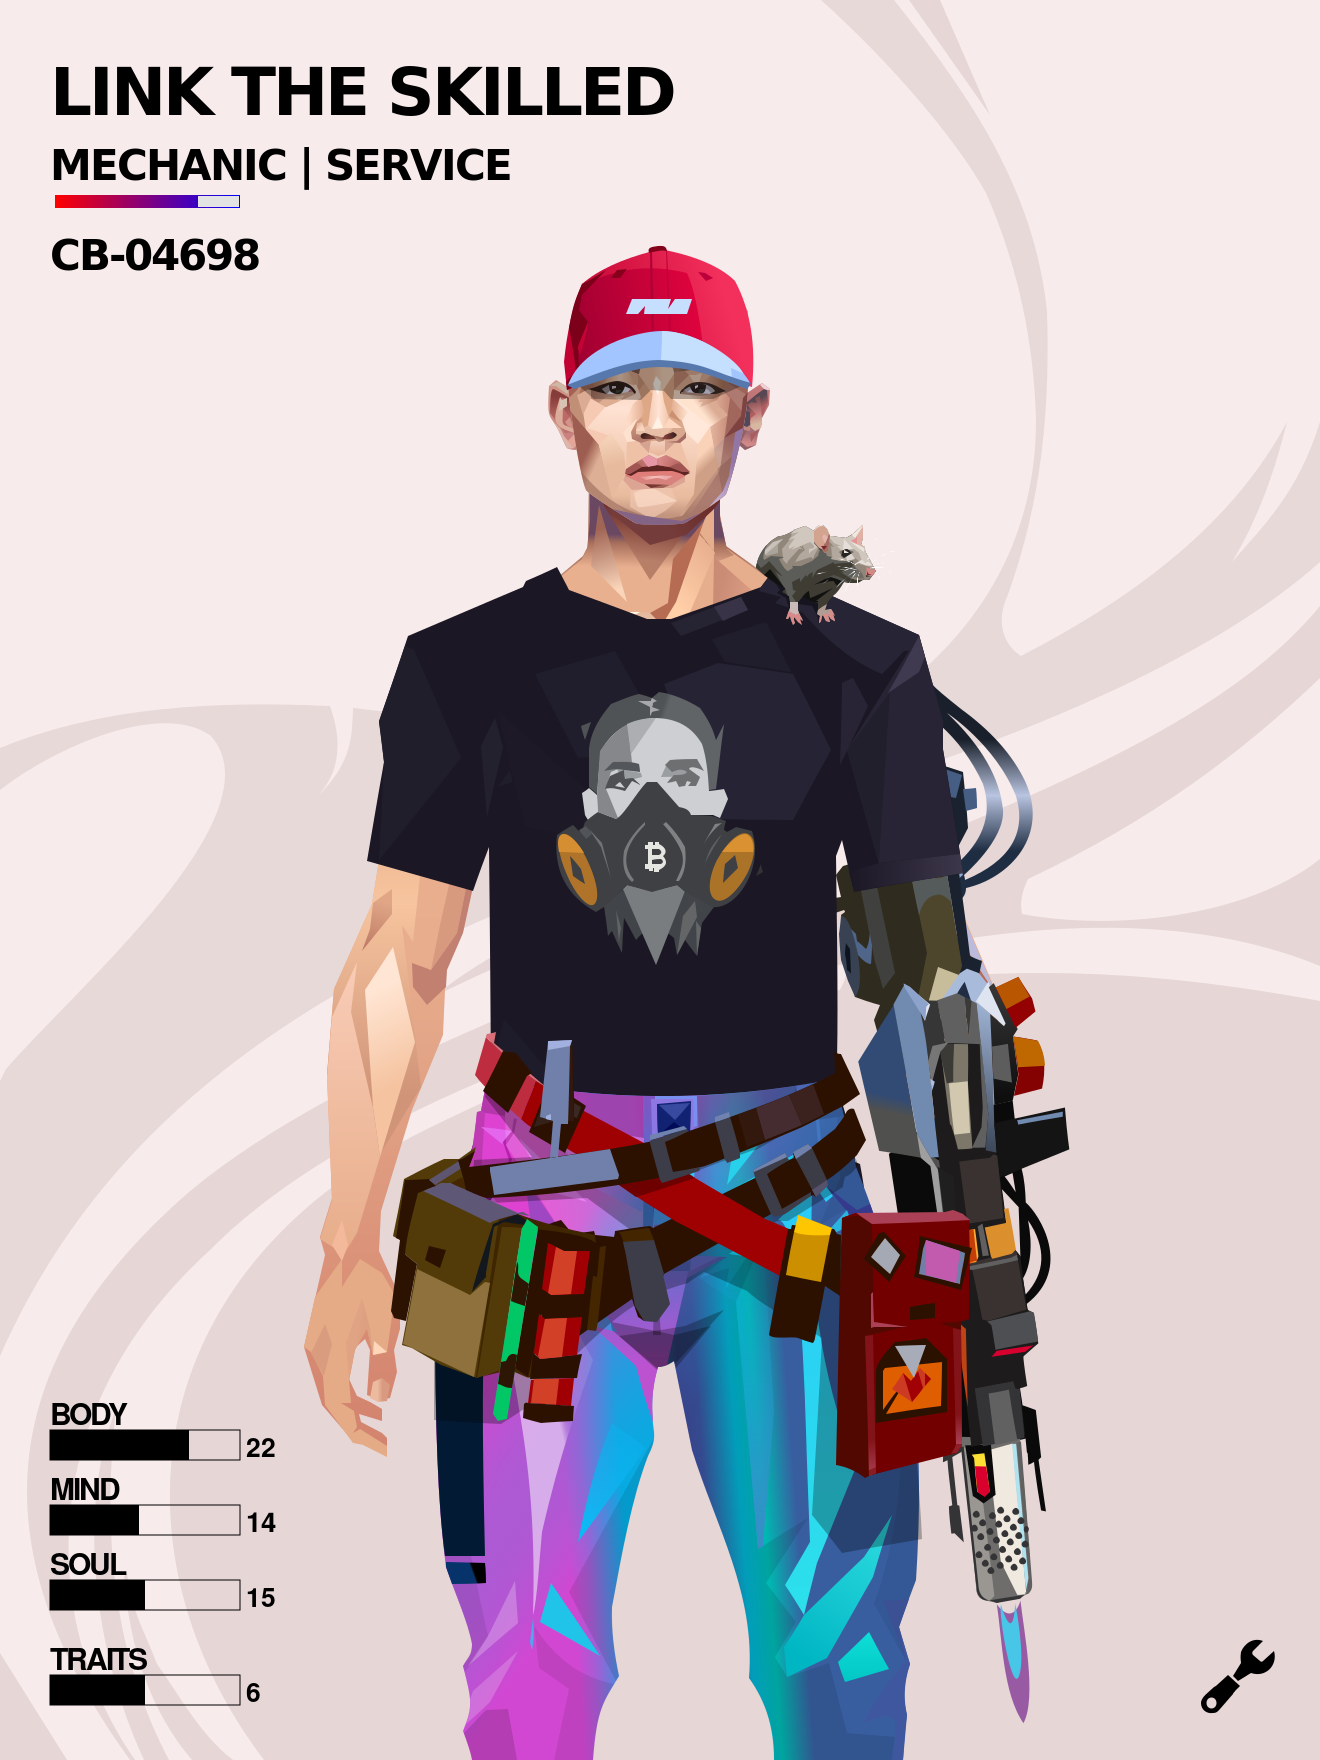 LINK THE SKILLED
MECHANIC | SERVICE
CB-04698
BODY
22
MIND
14
SOUL
15
TRAITS
6